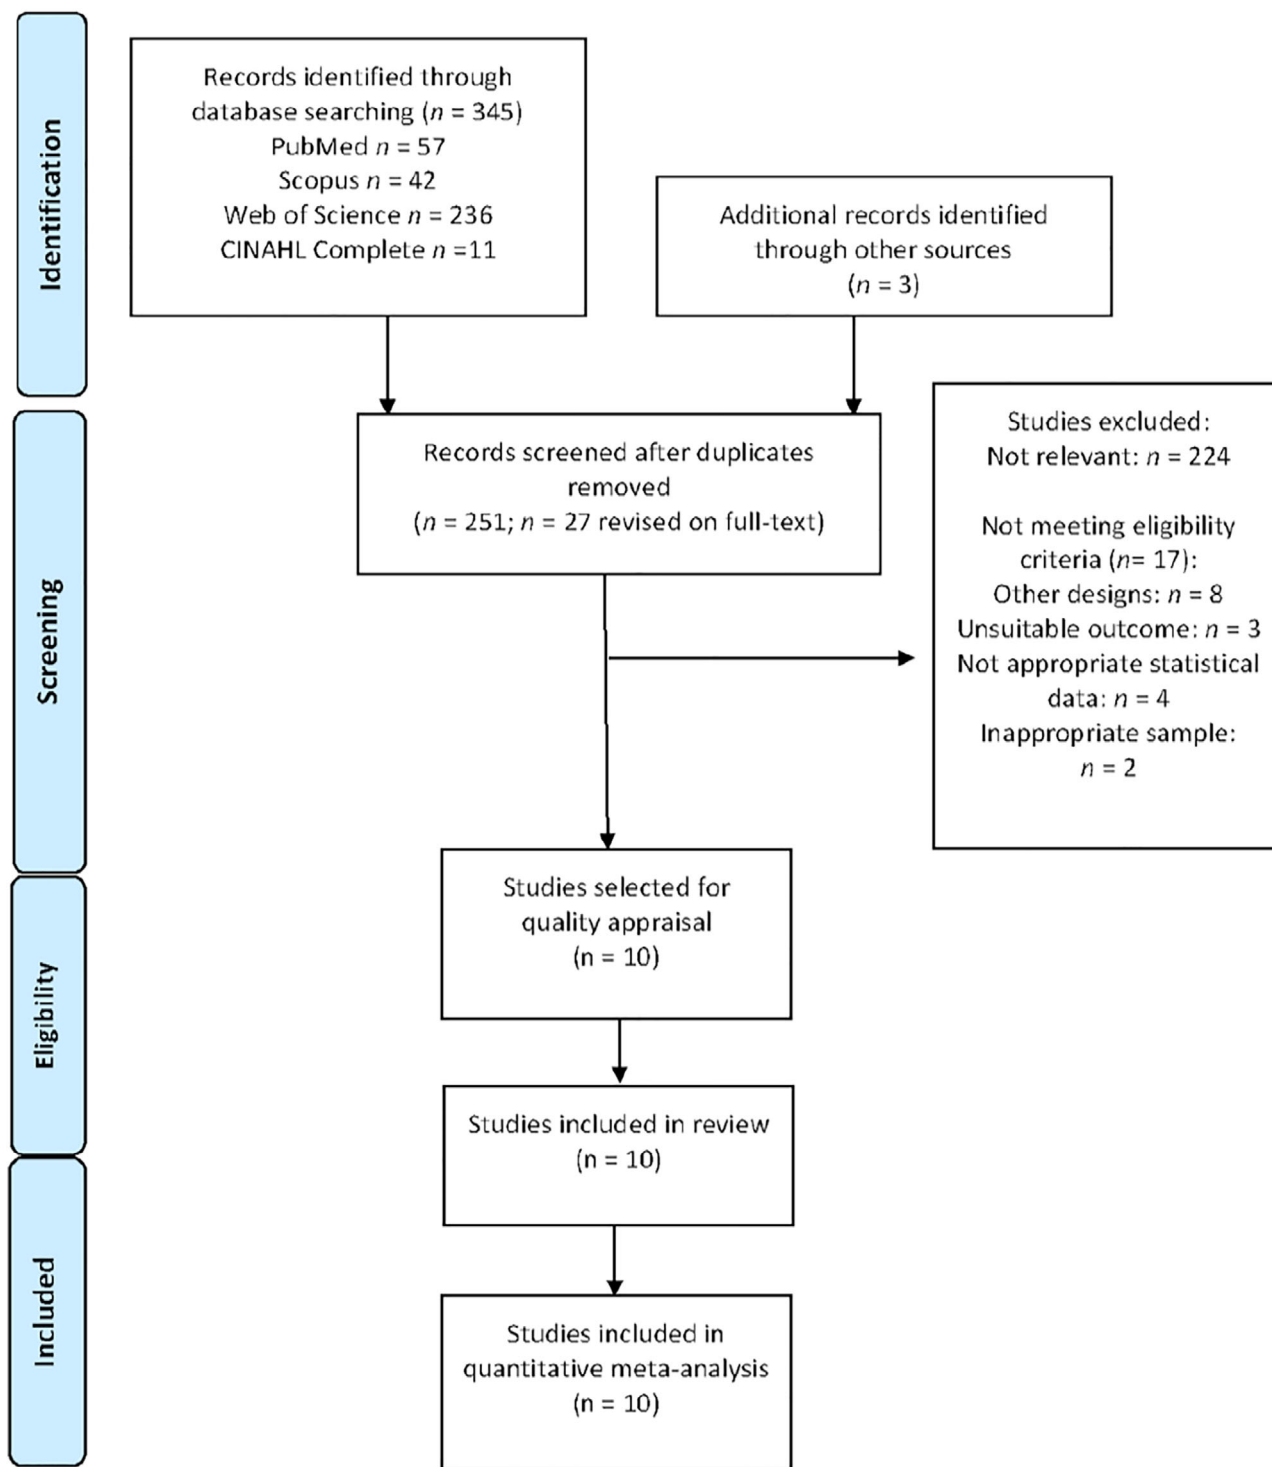 Identification
Records identified through
database searching (n = 345)
PubMed n = 57
Scopus n = 42
Web of Science n = 236
CINAHL Complete n =11
Additional records identified
through other sources
(n = 3)
Screening
Records screened after duplicates
removed
(n = 251; n = 27 revised on full-text)
Studies excluded:
Not relevant: n = 224
Not meeting eligibility
criteria (n= 17):
Other designs: n = 8
Unsuitable outcome: n = 3
Not appropriate statistical
data: n = 4
Inappropriate sample:
n = 2
Eligibility
Studies selected for
quality appraisal
(n = 10)
Studies included in review
(n = 10)
Included
Studies included in
quantitative meta-analysis
(n = 10)